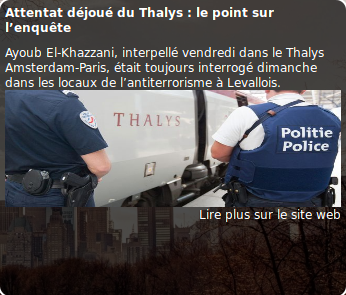 Attentat déjoué du Thalys : le point sur
l’enquête
Ayoub El-Khazzani, interpellé vendredi dans le Thalys
Amsterdam-Paris, était toujours interrogé dimanche
dans les locaux de l’antiterrorisme à Levallois.
THALYS
Politie
Police
Lire plus sur le site web